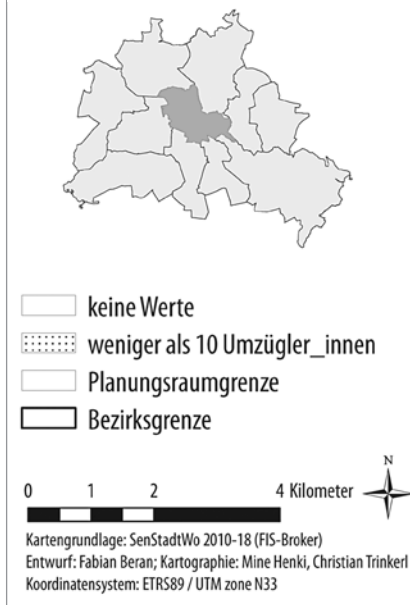 keine Werte
weniger als 10 Umzügler_innen
Planungsraumgrenze
Bezirksgrenze
N
0 1 2 4 Kilometer
Kartengrundlage: SenStadtWo 2010-18 (FIS-Broker)
Entwurf: Fabian Beran; Kartographie: Mine Henki, Christian Trinkerl
Koordinatensystem: ETRS89 / UTM zone N33